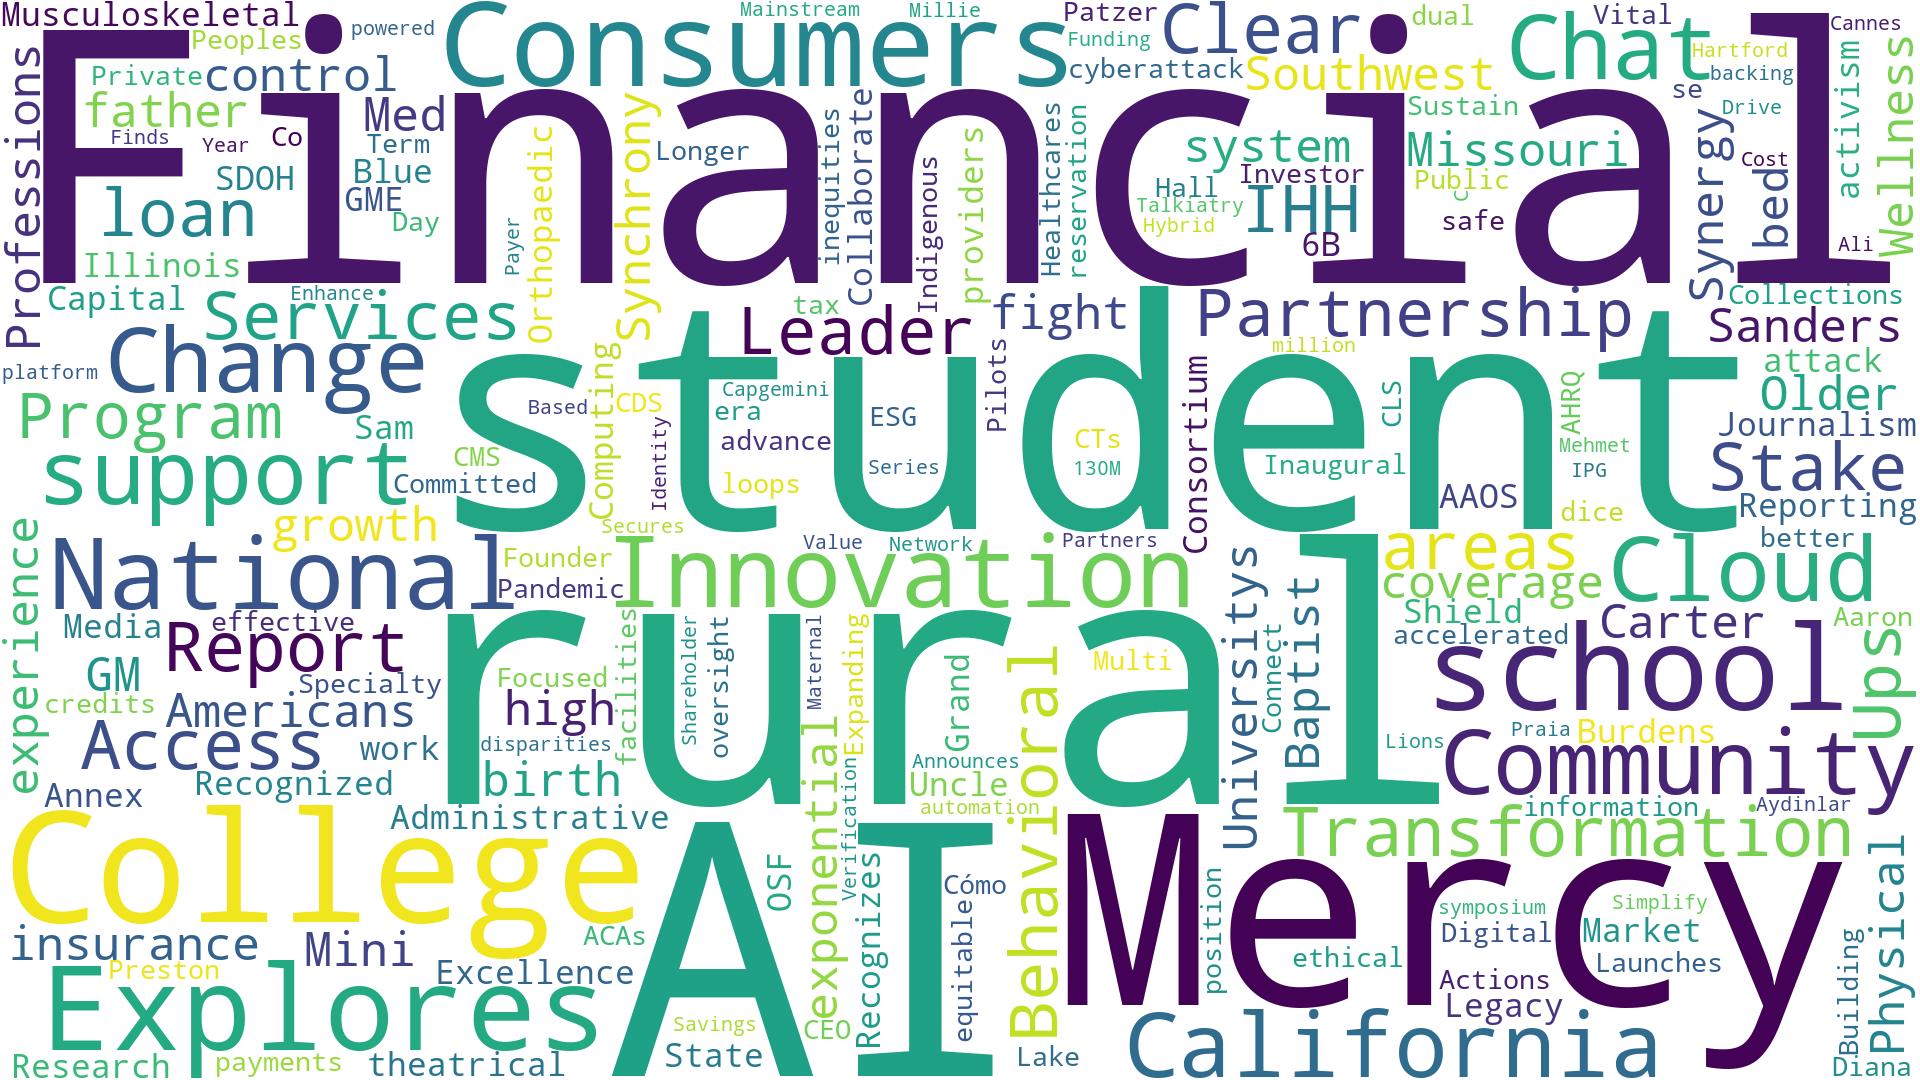 Musculoskeletal
Peoples
powered
Consumers
Mainstream
Millie
Patzer
Funding
Clear
dual
Vital
Cannes
Chat
Hartford
backing
Private
control
cyberattack
Southwest
Financial
father
Med
Sustain
se
Drive
Finds
Year
Co
Term
Longer
system
Missouri
Cost
SDOH
Blue
Investor
Public
Hall
IHH
C
GME
Talkiatry
loan
Day
Hybrid
safe
6B
Ali
Professions
Payer
Orthopaedic
Synchrony
inequities
Collaborate
Indigenous
providers
Healthcares
reservation
Synergy
bed
activism
Wellness
Illinois
Capital
Enhance
Services
tax
Leader
fight
Partnership
Collections
Sanders
Change
million
attack
platform
student
Capgemini
Older
Program
Based
CDS
era
ESG
Sam
advance
CTs
Journalism
Mehmet
support
CMS
Series
130M
Inaugural
IPG
Stake
Committed
loops
AAOS
Reporting
Computing
Identity
Pilots
Consortium
CLS
AHRQ
dice
growth
Secures
better
National
Value
Network
Partners
Founder
Innovation
areas
Cloud
Pandemic
coverage
experience
Media
effective
Shield
Aaron
Report
accelerated
Carter
rural
GM
Focused
Multi
school
Specialty
credits
Americans
high
Ups
Access
work
disparities
Praia
Burdens
Lions
Community
facilities
Shareholder
oversight
Maternal
Expanding
Grand
Behavioral
Universitys
Connect
Baptist
Announces
Recognized
birth
Uncle
Annex
automation
information
Aydinlar
Administrative
Transformation
College
AI
Mercy
exponential
Verification
OSF
Recognizes
Cómo
equitable
position
symposium
Simplify
insurance
Mini
ACAs
Digital
Market
Preston
Excellence
ethical
Launches
Explores
Actions
Legacy
Building
Physical
Savings
CEO
California
Research
payments
theatrical
State
Lake
Diana